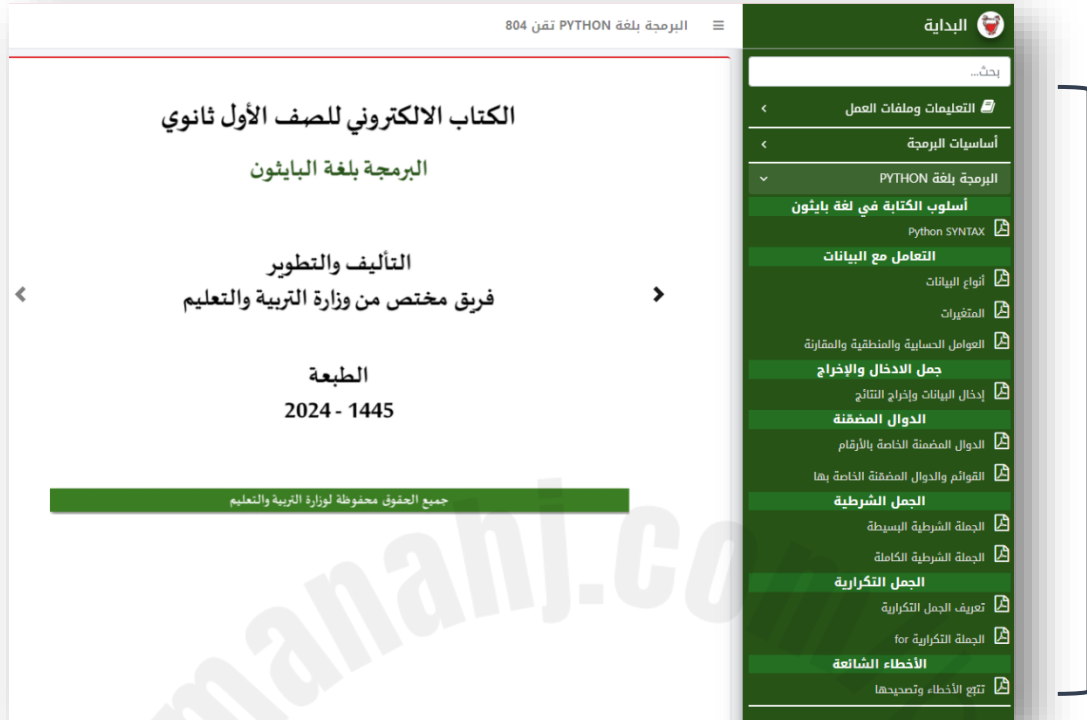 البداية
البرمجة بلغة PYTHON تقن 804
بحث...
التعليمات وملفات العمل
أساسيات البرمجة
البرمجة بلغة PYTHON
أسلوب الكتابة في لغة بايثون
Python SYNTAX
التعامل مع البيانات
أنواع البيانات
المتغيرات
العوامل الحسابية والمنطقية والمقارنة
جمل الادخال والإخراج
إدخال البيانات وإخراج النتائج
الدوال المضمّنة
الدوال المضمنة الخاصة بالأرقام
القوائم والدوال المضمّنة الخاصة بها
الجمل الشرطية
الجملة الشرطية البسيطة
الجملة الشرطية الكاملة
الجمل التكرارية
تعريف الجمل التكرارية
الجملة التكرارية for
الأخطاء الشائعة
تتبّع الأخطاء وتصحيحها
الكتاب الالكتروني للصف الأول ثانوي
البرمجة بلغة البايثون
التأليف والتطوير
فريق مختص من وزارة التربية والتعليم
الطبعة
2024 - 1445
جميع الحقوق محفوظة لوزارة التربية والتعليم
manahj.com